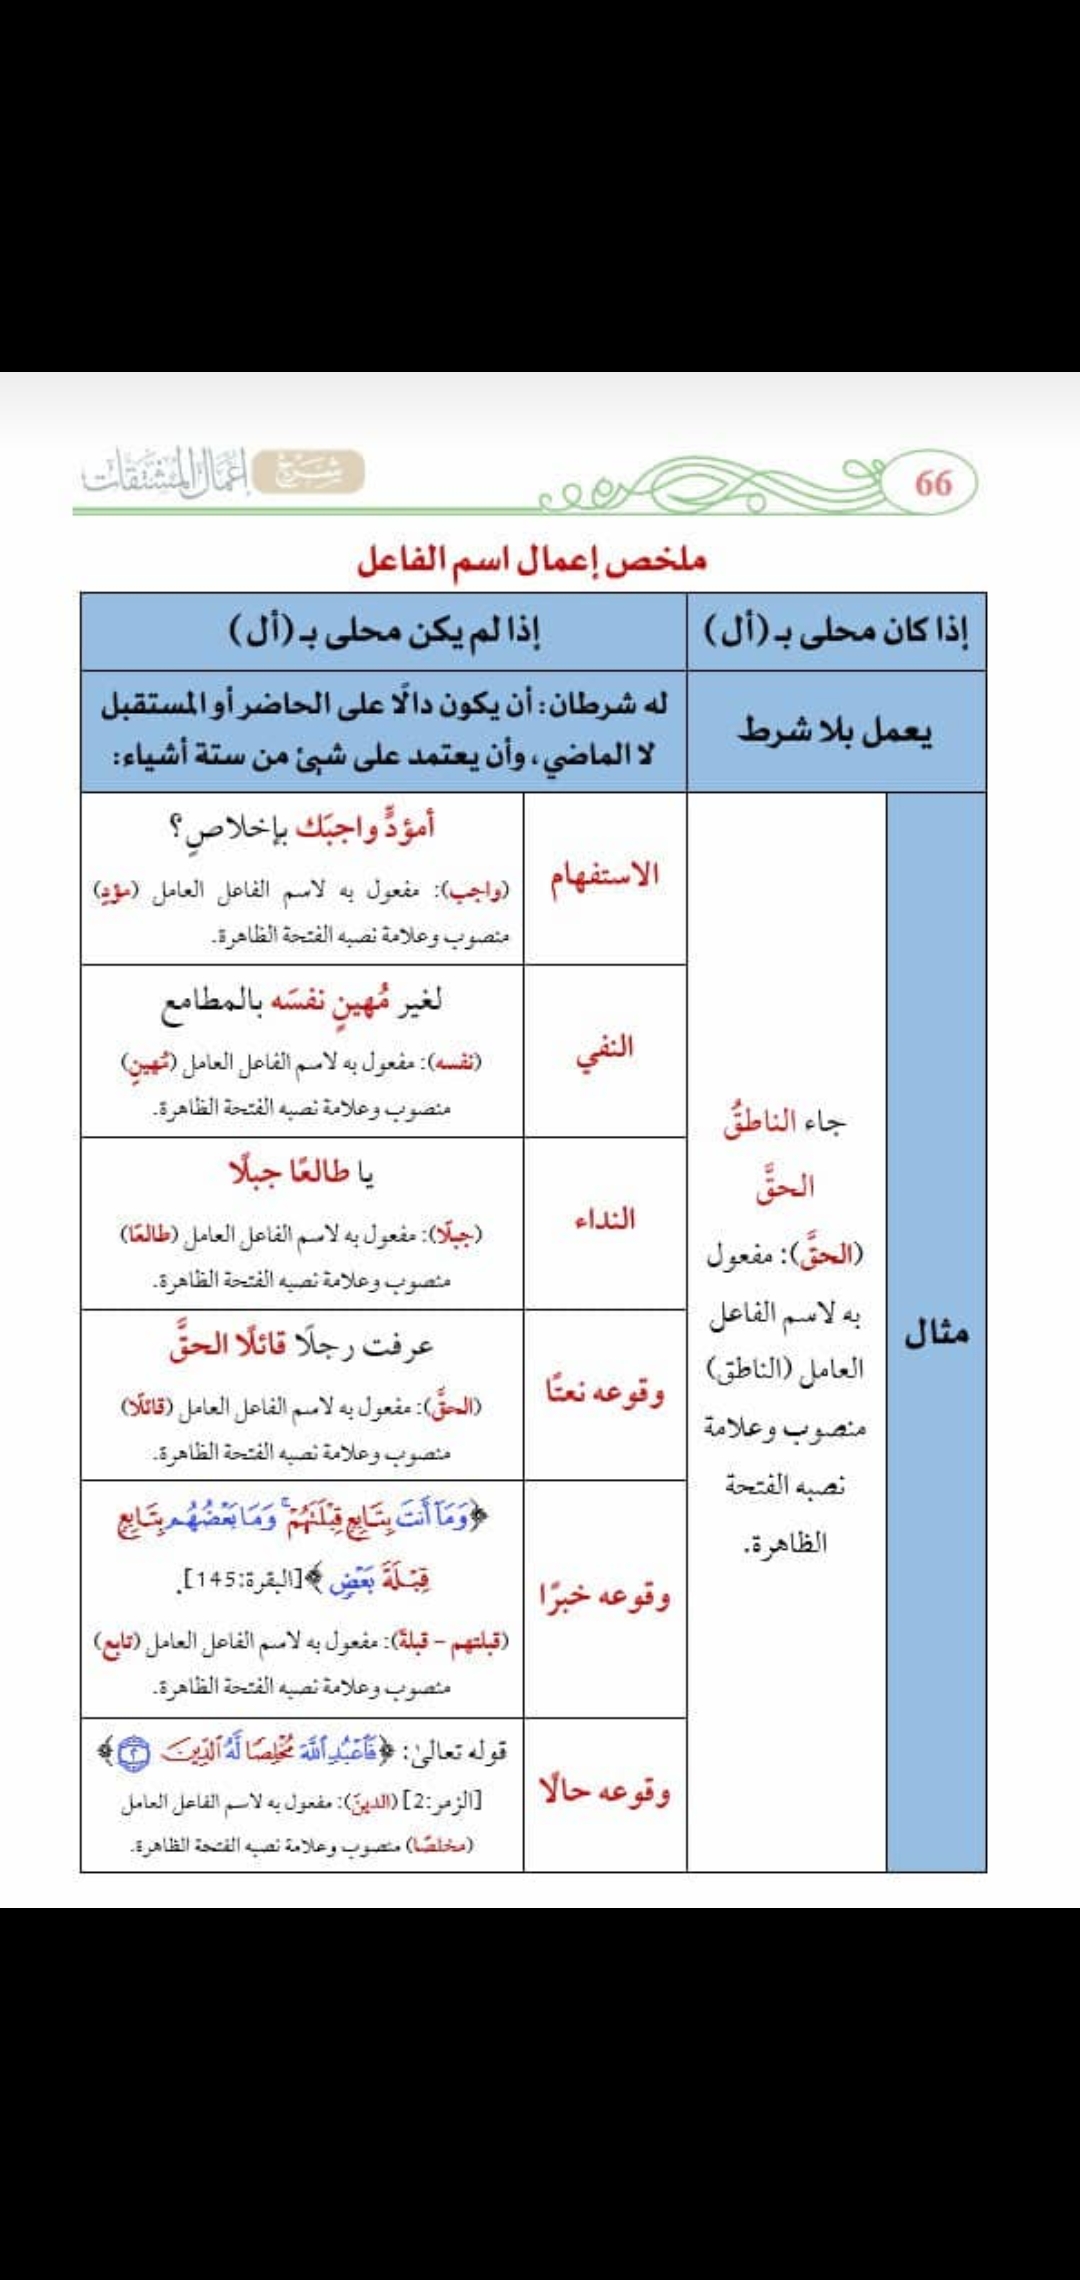 66
شرح إعمال المشتقات
ملخص إعمال اسم الفاعل
إذا كان محلى بـ (أل)
إذا لم يكن محلى بـ (أل)
يعمل بلا شرط
له شرطان: أن يكون دالًا على الحاضر أو المستقبل
لا الماضي، وأن يعتمد على شيئ من ستة أشياء:
مثال
جاء الناطقُ
الحقَّ
(الحقَّ): مفعول
به لاسم الفاعل
العامل (الناطق)
منصوب وعلامة
نصبه الفتحة
الظاهرة.
الاستفهام
أمؤدٍّ واجبَك بإخلاصٍ؟
(واجب): مفعول به لاسم الفاعل العامل (مؤدٍ)
منصوب وعلامة نصبه الفتحة الظاهرة.
النفي
لغير مُهينٍ نفسَه بالمطامع
(نفسه): مفعول به لاسم الفاعل العامل (مُهينٍ)
منصوب وعلامة نصبه الفتحة الظاهرة.
النداء
يا طالعًا جبلًا
(جبلًا): مفعول به لاسم الفاعل العامل (طالعًا)
منصوب وعلامة نصبه الفتحة الظاهرة.
وقوعه نعتًا
عرفت رجلًا قائلًا الحقَّ
(الحقَّ): مفعول به لاسم الفاعل العامل (قائلًا)
منصوب وعلامة نصبه الفتحة الظاهرة.
وقوعه خبرًا
﴿وَمَآ أَنتَ بِتَابِعٖ قِبۡلَتَهُمۡۚ وَمَا بَعۡضُهُم بِتَابِعٖ
قِبۡلَةَ بَعۡضٖ﴾ [البقرة:145].
(قبلتهم – قبلةَ): مفعول به لاسم الفاعل العامل (تابع)
منصوب وعلامة نصبه الفتحة الظاهرة.
وقوعه حالًا
قوله تعالىٰ: ﴿فَٱعۡبُدِ ٱللَّهَ مُخۡلِصٗا لَّهُ ٱلدِّينَ ٢﴾
[الزمر:2] (الدينَ): مفعول به لاسم الفاعل العامل
(مخلصًا) منصوب وعلامة نصبه الفتحة الظاهرة.